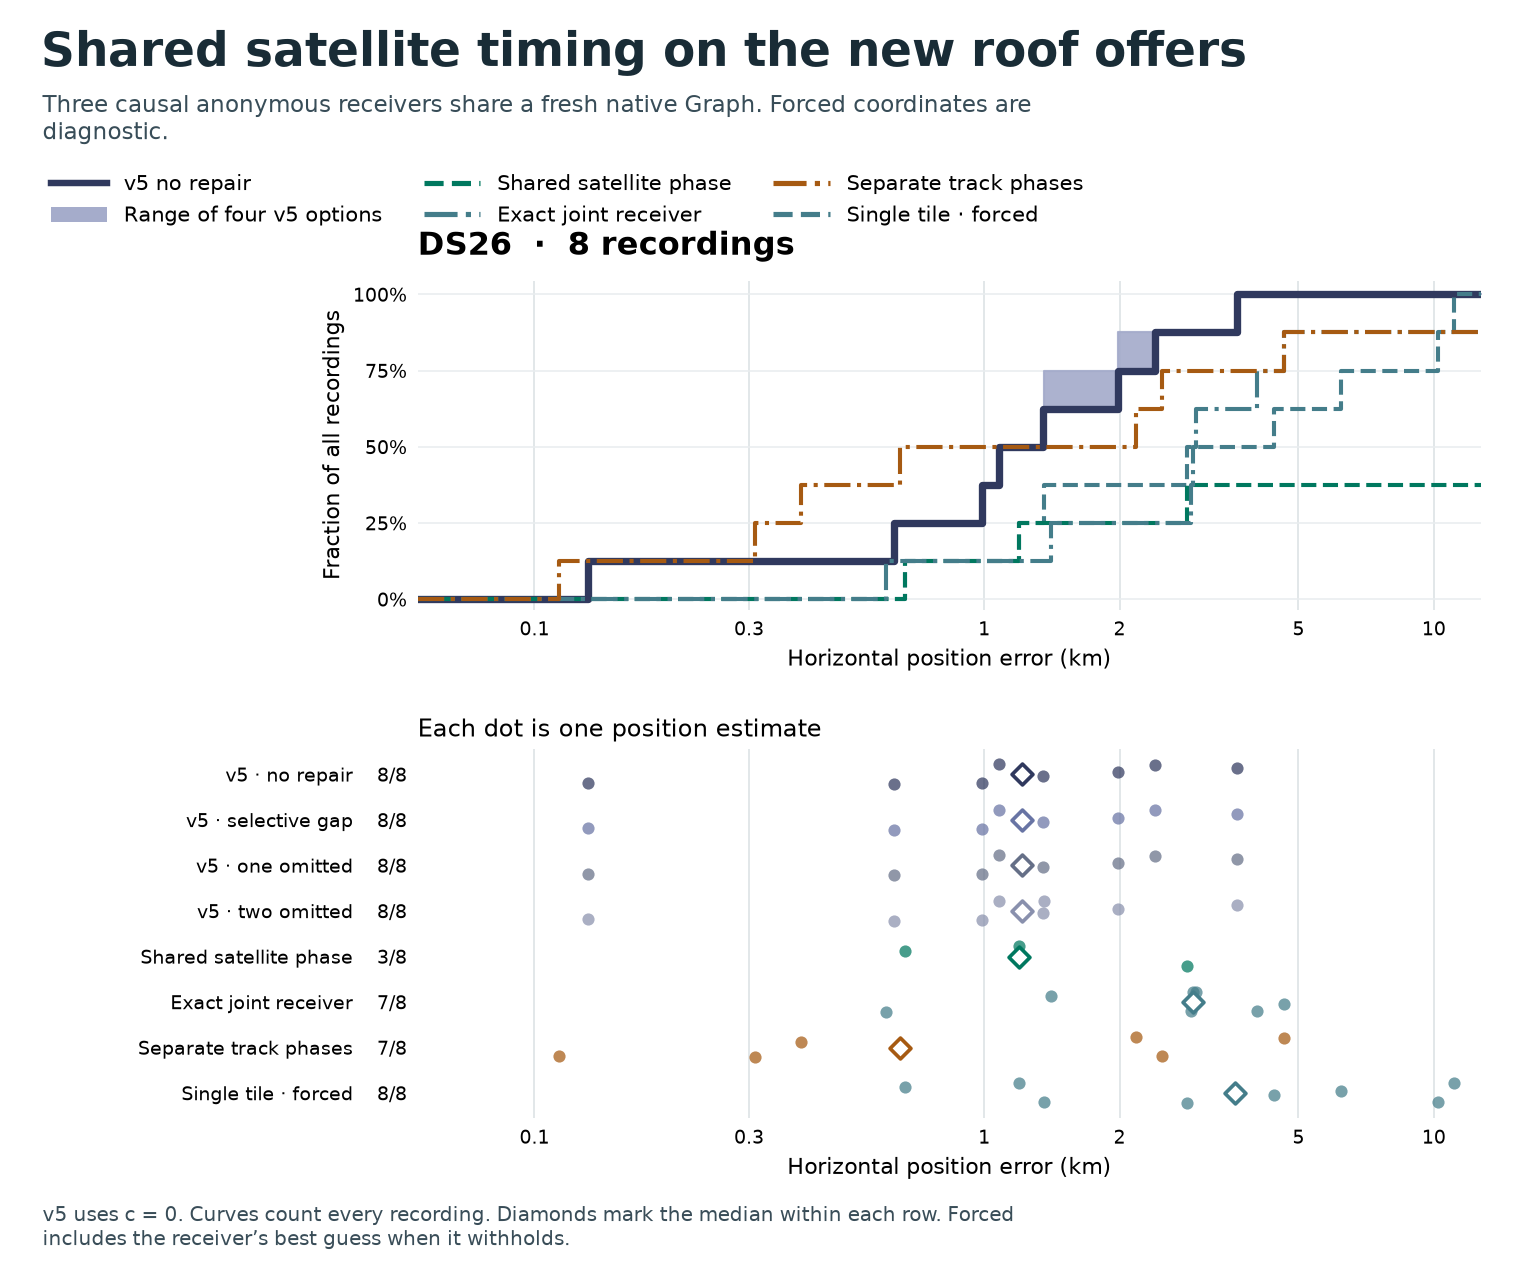 Shared satellite timing on the new roof offers
Three causal anonymous receivers share a fresh native Graph. Forced coordinates are
diagnostic.
v5 no repair
Shared satellite phase
Separate track phases
Range of four v5 options
Exact joint receiver
Single tile · forced
DS26 · 8 recordings
100%
75%
50%
25%
0%
Fraction of all recordings
0.1 0.3 1 2 5 10
Horizontal position error (km)
Each dot is one position estimate
v5 · no repair 8/8
v5 · selective gap 8/8
v5 · one omitted 8/8
v5 · two omitted 8/8
Shared satellite phase 3/8
Exact joint receiver 7/8
Separate track phases 7/8
Single tile · forced 8/8
0.1 0.3 1 2 5 10
Horizontal position error (km)
v5 uses c = 0. Curves count every recording. Diamonds mark the median within each row. Forced
includes the receiver’s best guess when it withholds.